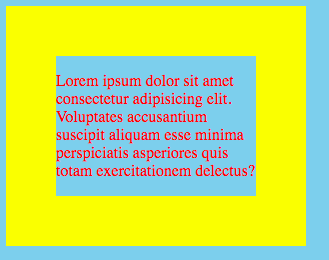 Lorem ipsum dolor sit amet
consectetur adipisicing elit.
Voluptates accusantium
suscipit aliquam esse minima
perspiciatis asperiores quis
totam exercitationem delectus?